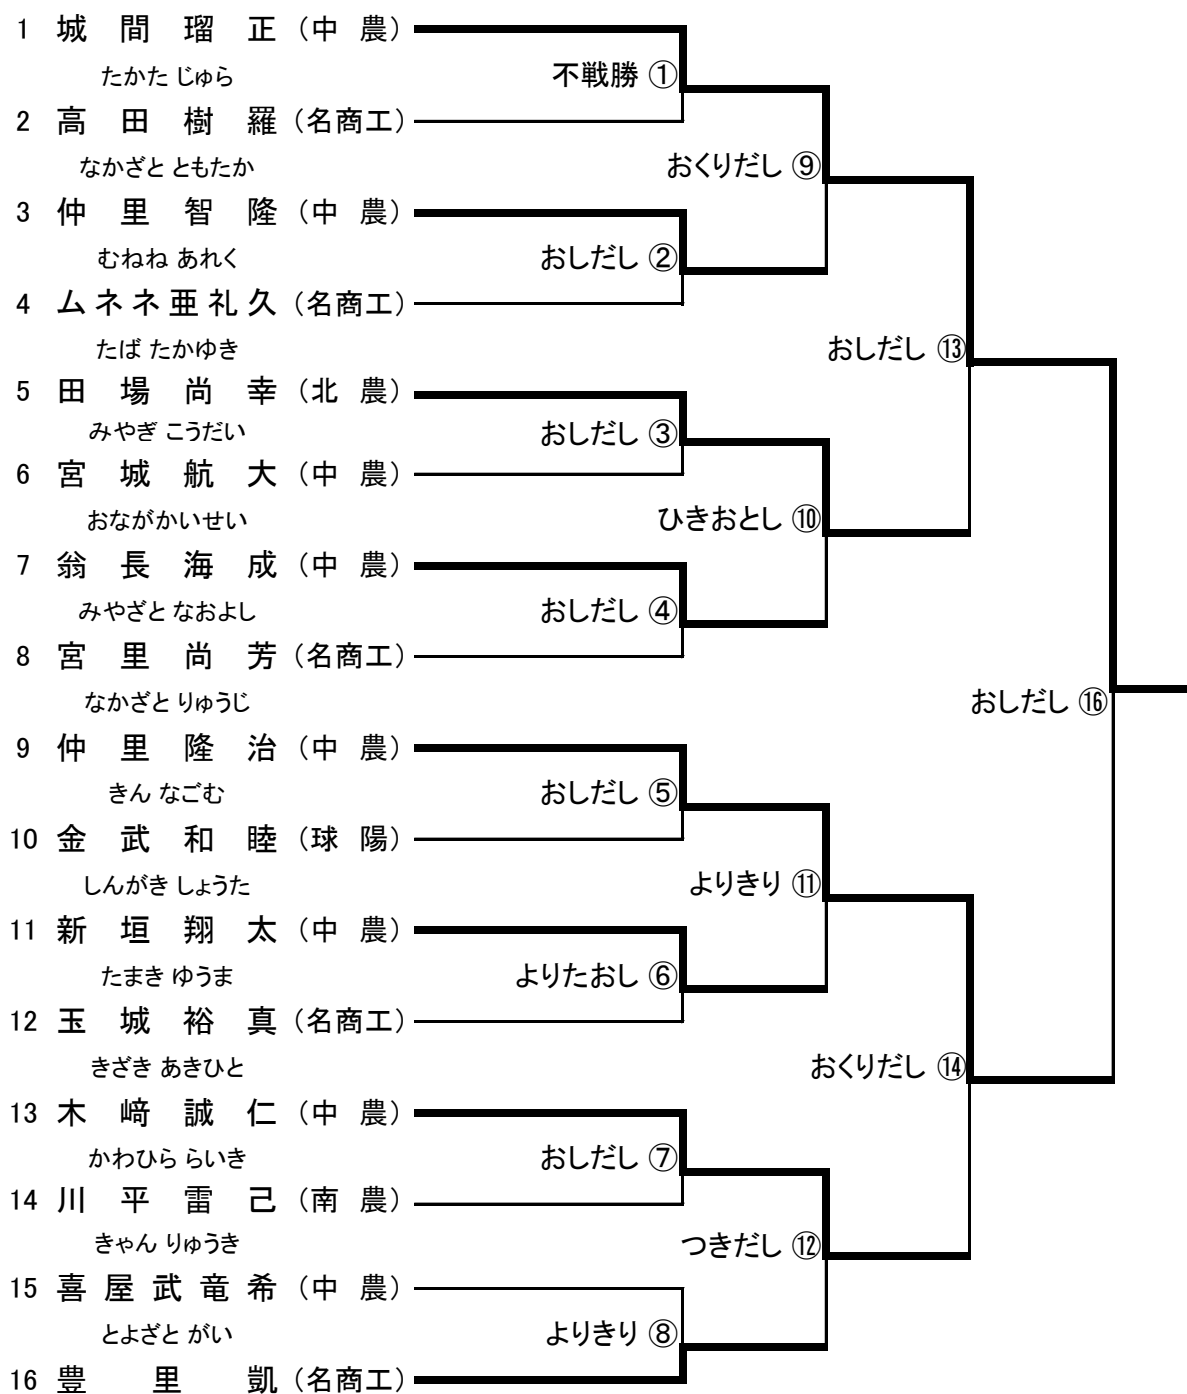 1 城間瑠正（中農）
不戦勝 ①
たかた じゅら
2 高田樹羅（名商工）
おくりだし ⑨
なかざと ともたか
3 仲里智隆（中農）
おしだし ②
むねね あれく
4 ムネネ亜礼久（名商工）
おしだし ⑬
たば たかゆき
5 田場尚幸（北農）
おしだし ③
みやぎ こうだい
6 宮城航大（中農）
ひきおとし ⑩
おながかいせい
7 翁長海成（中農）
おしだし ④
みやざと なおよし
8 宮里尚芳（名商工）
おしだし ⑯
なかざと りゅうじ
9 仲里隆治（中農）
おしだし ⑤
きん なごむ
10 金武和睦（球陽）
よりきり ⑪
しんがき しょうた
11 新垣翔太（中農）
よりたおし ⑥
たまき ゆうま
12 玉城裕真（名商工）
おくりだし ⑭
きざき あきひと
13 木﨑誠仁（中農）
おしだし ⑦
かわひら らいき
14 川平雷己（南農）
つきだし ⑫
きゃん りゅうき
15 喜屋武竜希（中農）
よりきり ⑧
とよざと がい
16 豊里凱（名商工）